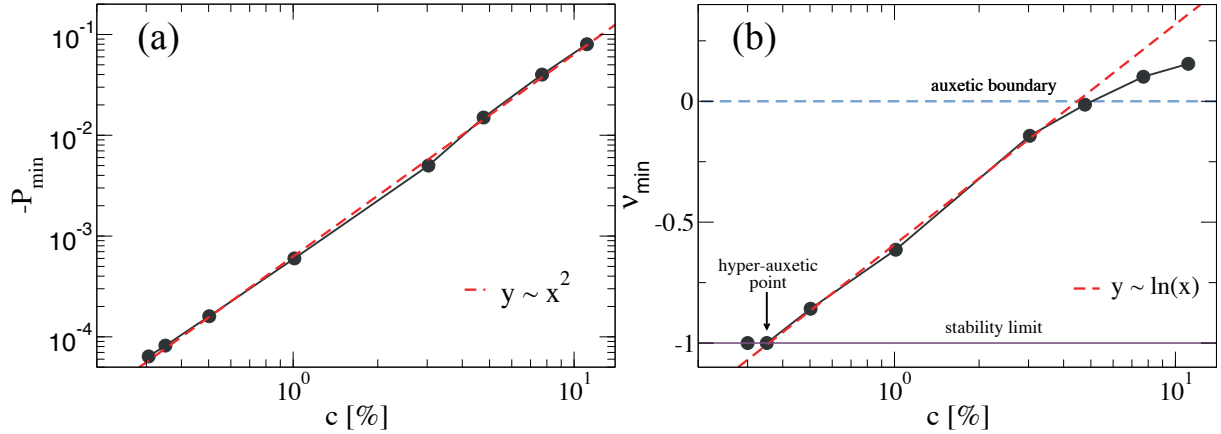 (a)
-P_min
10^-1
10^-2
10^-3
10^-4
y ~ x^2
10^0
10^1
c [%]
(b)
ν_min
0
-0.5
-1
auxetic boundary
hyper-auxetic
point
y ~ ln(x)
stability limit
10^0
10^1
c [%]